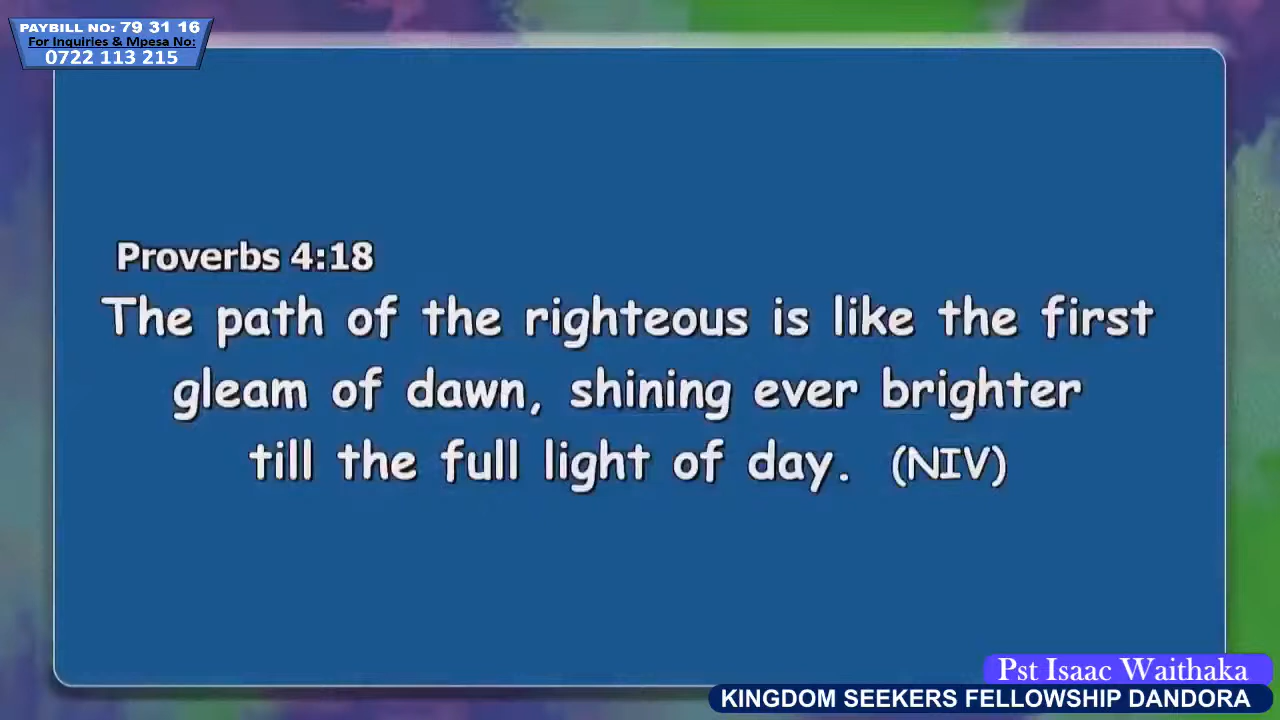 PAYBILL NO: 79 31 16
For Inquiries & Mpesa No:
0722 113 215
Proverbs 4:18
The path of the righteous is like the first
gleam of dawn, shining ever brighter
till the full light of day. (NIV)
Pst Isaac Waithaka
KINGDOM SEEKERS FELLOWSHIP DANDORA